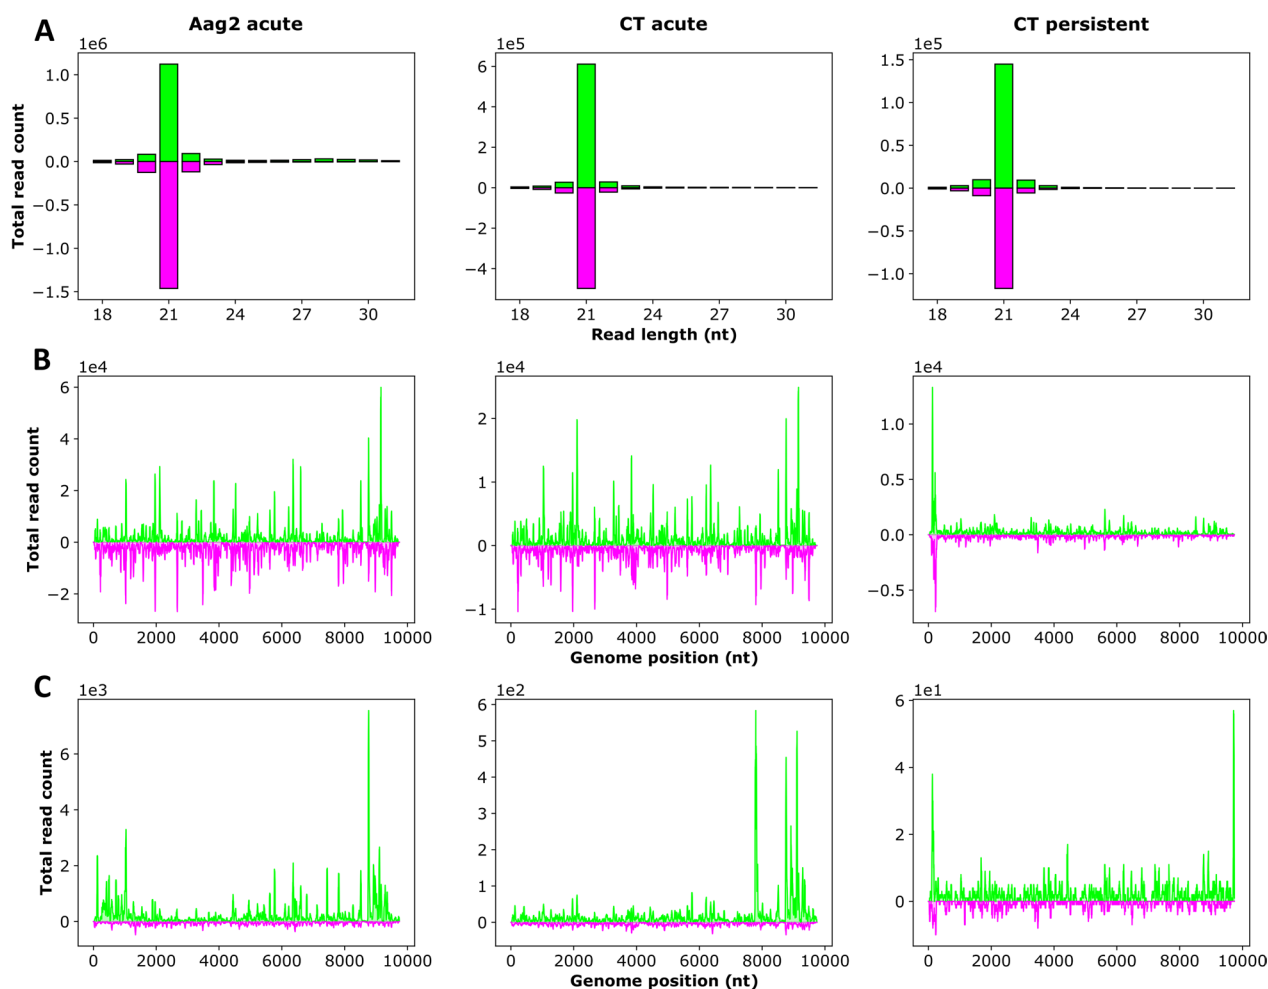 A
Aag2 acute
CT acute
CT persistent
1e6
1e5
1e5
Total read count
1.0
0.5
0.0
−0.5
−1.0
−1.5
6
4
2
0
−2
−4
1.5
1.0
0.5
0.0
−0.5
−1.0
18 21 24 27 30
18 21 24 27 30
18 21 24 27 30
Read length (nt)
B
1e4
1e4
1e4
Total read count
6
4
2
0
−2
2
1
0
−1
1.0
0.5
0.0
−0.5
0 2000 4000 6000 8000 10000
0 2000 4000 6000 8000 10000
0 2000 4000 6000 8000 10000
Genome position (nt)
C
1e3
1e2
1e1
Total read count
6
4
2
0
6
5
4
3
2
1
0
6
4
2
0
0 2000 4000 6000 8000 10000
0 2000 4000 6000 8000 10000
0 2000 4000 6000 8000 10000
Genome position (nt)